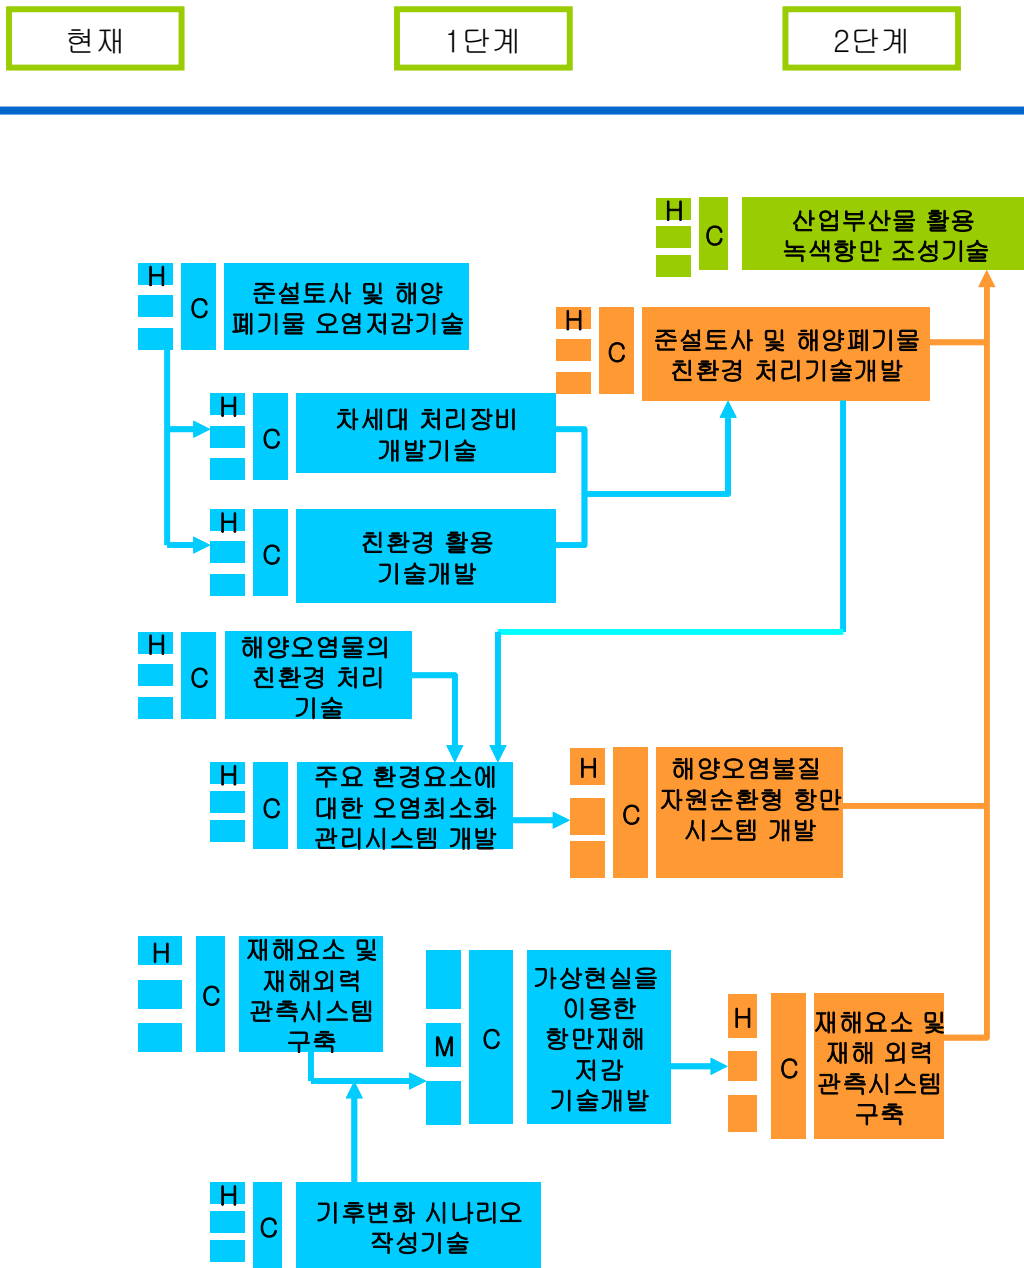 현재
1단계
2단계
H
C
산업부산물 활용
녹색항만 조성기술
H
C
준설토사 및 해양
폐기물 오염저감기술
H
C
준설토사 및 해양폐기물
친환경 처리기술개발
H
C
차세대 처리장비
개발기술
H
C
친환경 활용
기술개발
H
C
해양오염물의
친환경 처리
기술
H
C
주요 환경요소에
대한 오염최소화
관리시스템 개발
H
C
해양오염불질
자원순환형 항만
시스템 개발
H
C
재해요소 및
재해외력
관측시스템
구축
M
C
가상현실을
이용한
항만재해
저감
기술개발
H
C
재해요소 및
재해 외력
관측시스템
구축
H
C
기후변화 시나리오
작성기술